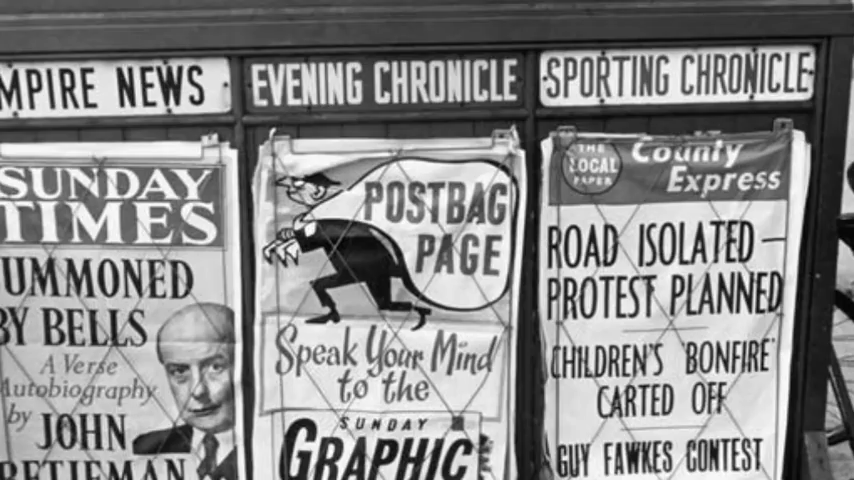 MPIRE NEWS
EVENING CHRONICLE
SPORTING CHRONICLE
SUNDAY
TIMES
UMMONED
BY BELLS
A Verse
Autobiography
by
JOHN
BETJEMAN
POSTBAG
PAGE
Speak Your Mind
to the
SUNDAY
GRAPHIC
THE
LOCAL
PAPER
County
Express
ROAD ISOLATED —
PROTEST PLANNED
CHILDREN'S 'BONFIRE'
CARTED OFF
GUY FAWKES CONTEST